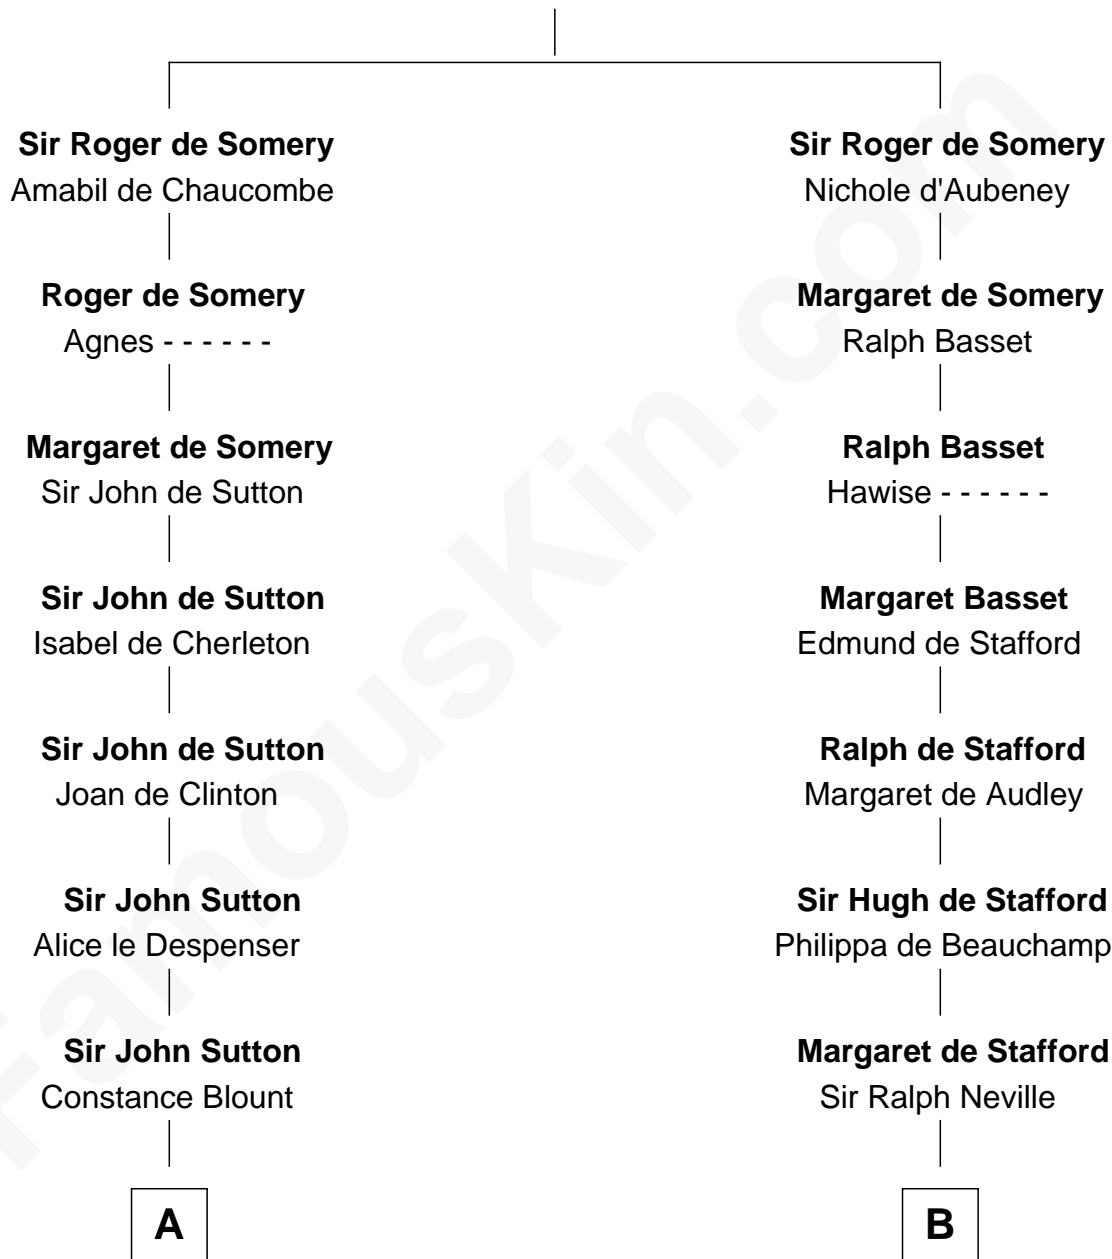 Sir Roger de Somery
Amabil de Chaucombe
Roger de Somery
Agnes - - - - - -
Margaret de Somery
Sir John de Sutton
Sir John de Sutton
Isabel de Cherleton
Sir John de Sutton
Joan de Clinton
Sir John Sutton
Alice le Despenser
Sir John Sutton
Constance Blount
A
Sir Roger de Somery
Nichole d'Aubeney
Margaret de Somery
Ralph Basset
Ralph Basset
Hawise - - - - - -
Margaret Basset
Edmund de Stafford
Ralph de Stafford
Margaret de Audley
Sir Hugh de Stafford
Philippa de Beauchamp
Margaret de Stafford
Sir Ralph Neville
B
FamousKin.com